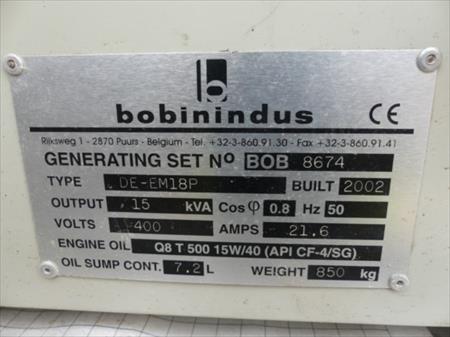 b
bobinindus
CE
Rijksweg 1 - 2870 Puurs - Belgium - Tel. +32-3-860.91.30 - Fax +32-3-860.91.41
GENERATING SET Nº BOB 8674
TYPE DE-EM18P BUILT 2002
OUTPUT 15 kVA Cos φ 0.8 Hz 50
VOLTS 400 AMPS 21.6
ENGINE OIL Q8 T 500 15W/40 (API CF-4/SG)
OIL SUMP CONT. 7.2 L WEIGHT 850 kg